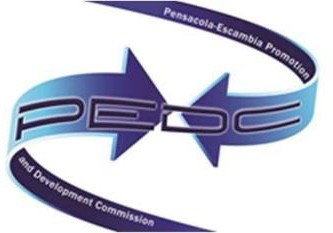 Pensacola-Escambia Promotion
PEDC
and Development Commission